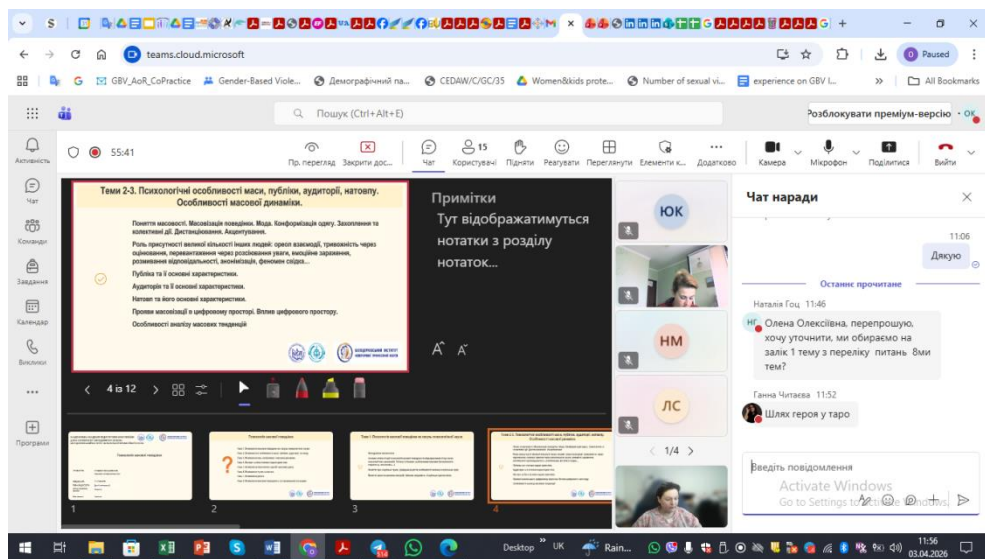 teams.cloud.microsoft
Paused
GBV_AoR_CoPractice
Gender-Based Viole...
Демографічний па...
CEDAW/C/GC/35
Women&kids prote...
Number of sexual vi...
experience on GBV I...
All Bookmarks
Пошук (Ctrl+Alt+E)
Розблокувати преміум-версію
OK
Активність
Чат
Команди
Завдання
Календар
Виклики
Програми
55:41
Пр. перегляд
Закрити дос...
Чат
15
Користувачі
Підняти
Реагувати
Переглянути
Елементи к...
Додатково
Камера
Мікрофон
Поділитися
Вийти
Теми 2-3. Психологічні особливості маси, публіки, аудиторії, натовпу.
Особливості масової динаміки.
Поняття масовості. Масовізація поведінки. Мода. Конформізація одягу. Захоплення та
колективні дії. Дистанціювання. Акцентування.
Роль присутності великої кількості інших людей: ореол взаємодії, тривожність через
оцінювання, перевантаження через розсіювання уваги, емоційне зараження,
розмивання відповідальності, анонімізація, феномен свідка...
Публіка та її основні характеристики.
Аудиторія та її основні характеристики.
Натовп та його основні характеристики.
Прояви масовізації в цифровому просторі. Вплив цифрового простору.
Особливості аналізу масових тенденцій
Примітки
Тут відображатимуться
нотатки з розділу
нотаток...
4 із 12
1
2
3
4
ЮК
НМ
ЛС
1/4
Чат наради
11:06
Дякую
Останнє прочитане
Наталія Гоц 11:46
НГ
Олена Олексіївна, перепрошую,
хочу уточнити, ми обираємо на
залік 1 тему з переліку питань 8ми
тем?
Ганна Читаєва 11:52
Шлях героя у таро
Введіть повідомлення
Activate Windows
Go to Settings to activate Windows.
Desktop
UK
Rain...
11:56
03.04.2026